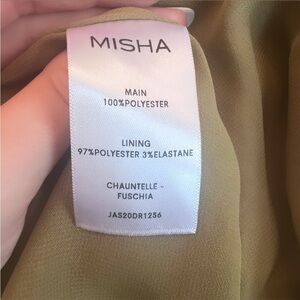 MISHA
MAIN
100%POLYESTER
LINING
97%POLYESTER 3%ELASTANE
CHAUNTELLE -
FUSCHIA
JAS20DR1256